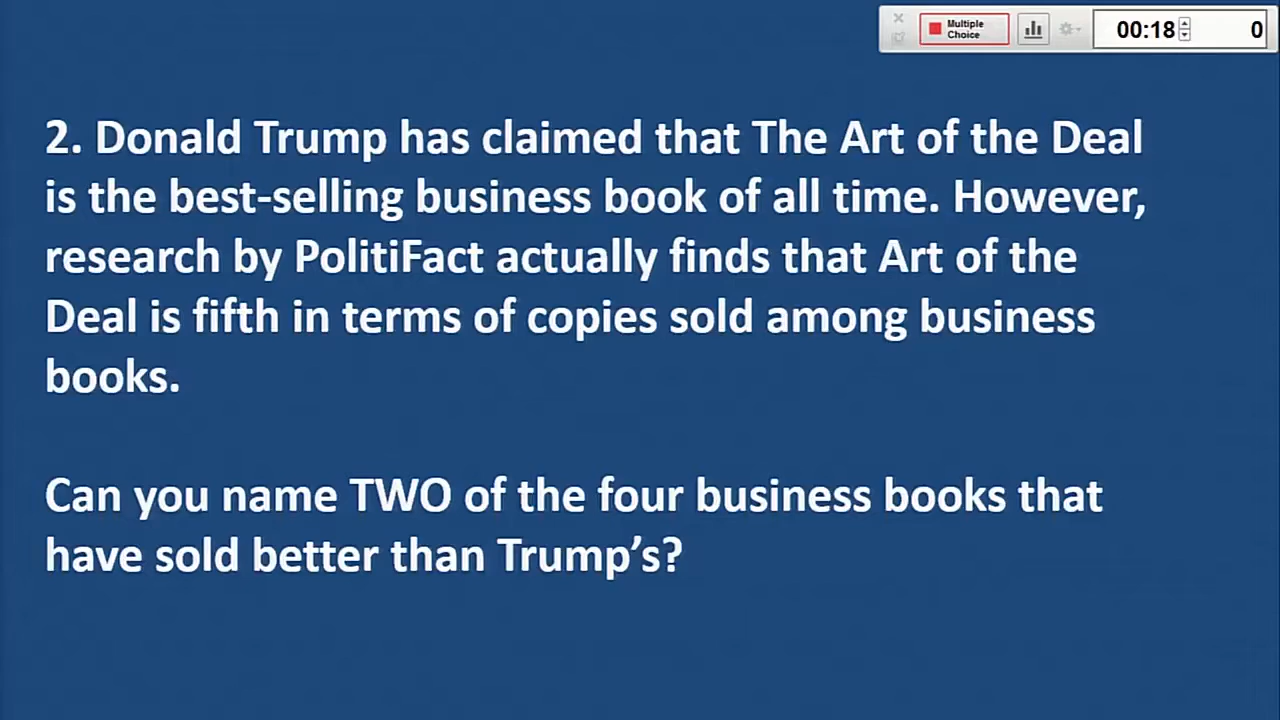 Multiple
Choice
00:18
0
2. Donald Trump has claimed that The Art of the Deal
is the best-selling business book of all time. However,
research by PolitiFact actually finds that Art of the
Deal is fifth in terms of copies sold among business
books.
Can you name TWO of the four business books that
have sold better than Trump’s?